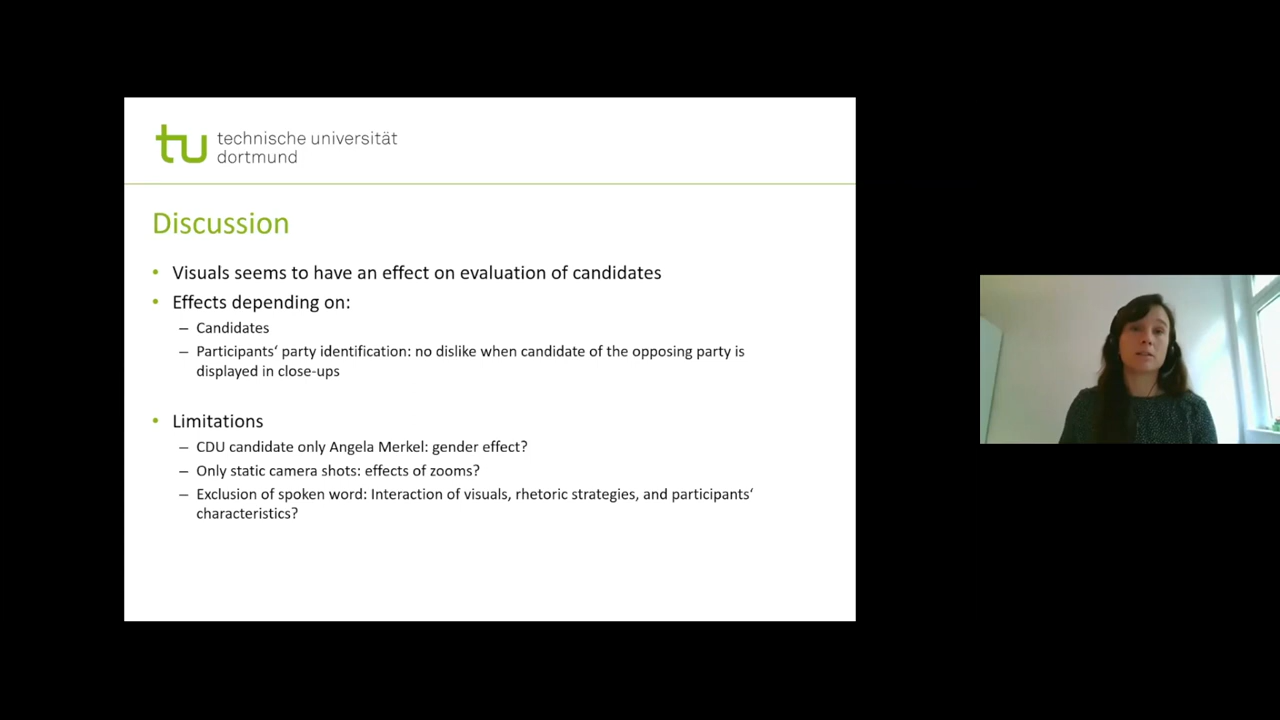 tu technische universität
dortmund
Discussion
• Visuals seems to have an effect on evaluation of candidates
• Effects depending on:
– Candidates
– Participants‘ party identification: no dislike when candidate of the opposing party is
displayed in close-ups
• Limitations
– CDU candidate only Angela Merkel: gender effect?
– Only static camera shots: effects of zooms?
– Exclusion of spoken word: Interaction of visuals, rhetoric strategies, and participants‘
characteristics?